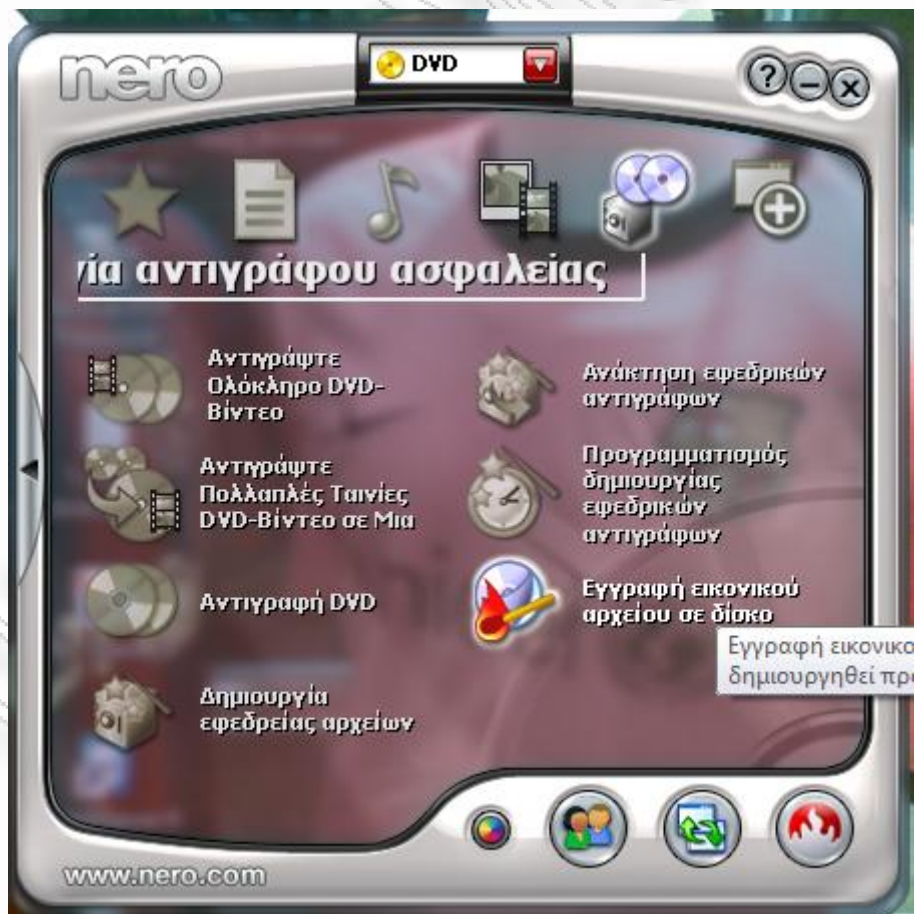 nero
DVD
?
ία αντιγράφου ασφαλείας
Αντιγράψτε
Ολόκληρο DVD-
Βίντεο
Αντιγράψτε
Πολλαπλές Ταινίες
DVD-Βίντεο σε Μια
Αντιγραφή DVD
Δημιουργία
εφεδρείας αρχείων
Ανάκτηση εφεδρικών
αντιγράφων
Προγραμματισμός
δημιουργίας
εφεδρικών
αντιγράφων
Εγγραφή εικονικού
αρχείου σε δίσκο
Εγγραφή εικονικο
δημιουργηθεί προ
www.nero.com